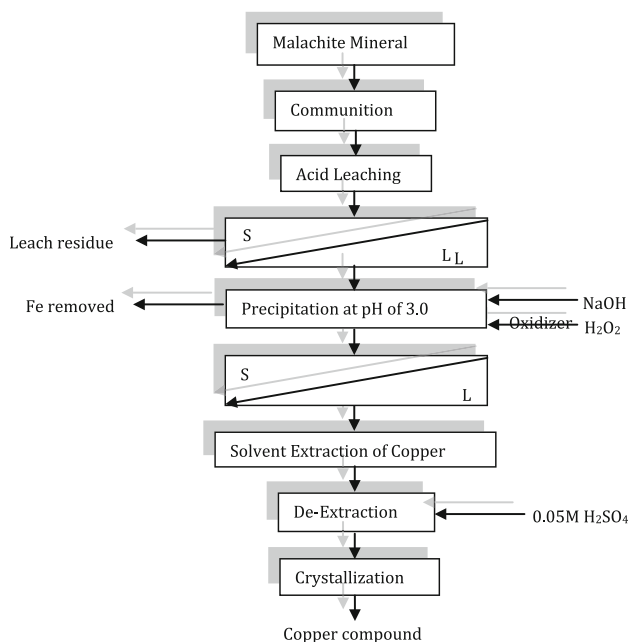 Malachite Mineral
Communition
Acid Leaching
S
Leach residue
L L
Fe removed
Precipitation at pH of 3.0
NaOH
Oxidizer
H₂O₂
S
L
Solvent Extraction of Copper
De-Extraction
0.05M H₂SO₄
Crystallization
Copper compound